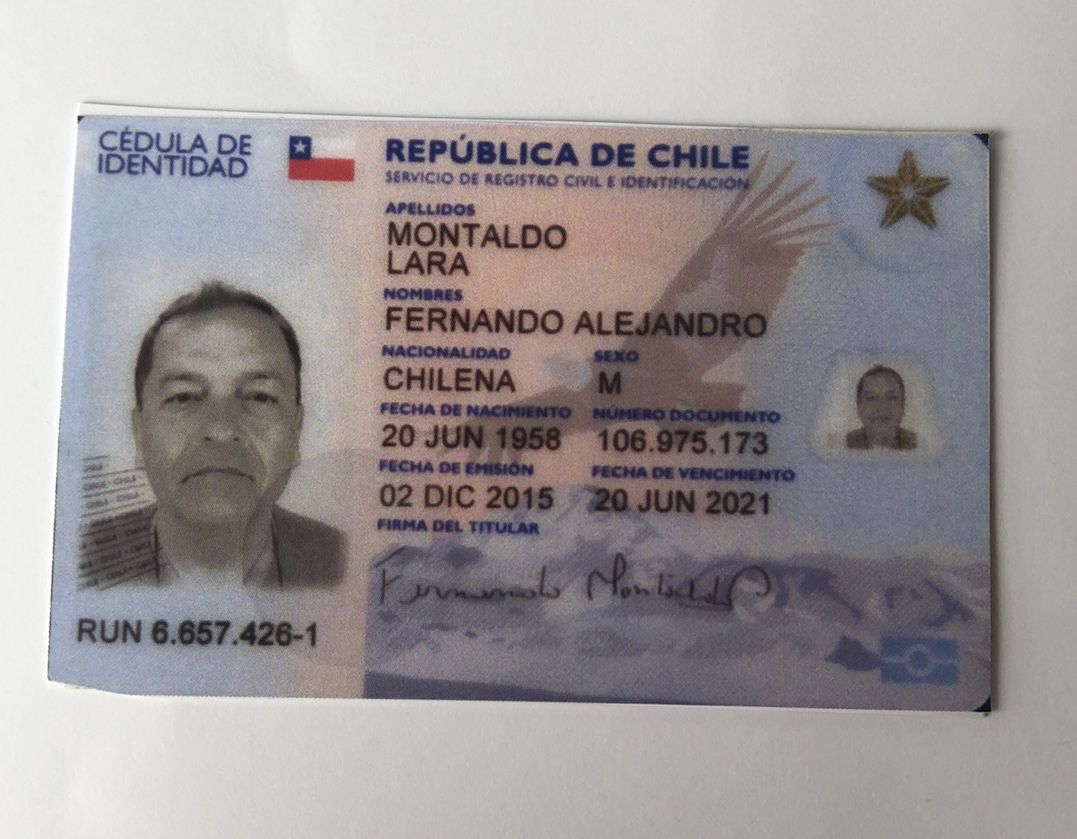 CÉDULA DE
IDENTIDAD
REPÚBLICA DE CHILE
SERVICIO DE REGISTRO CIVIL E IDENTIFICACIÓN
APELLIDOS
MONTALDO
LARA
NOMBRES
FERNANDO ALEJANDRO
NACIONALIDAD SEXO
CHILENA M
FECHA DE NACIMIENTO NÚMERO DOCUMENTO
20 JUN 1958 106.975.173
FECHA DE EMISIÓN FECHA DE VENCIMIENTO
02 DIC 2015 20 JUN 2021
FIRMA DEL TITULAR
Fernando Montaldo
RUN 6.657.426-1